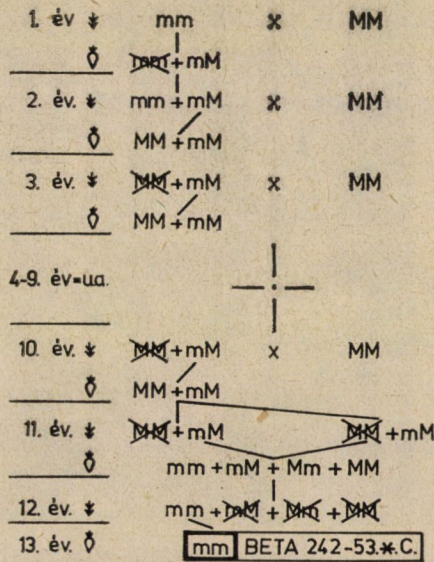 1. év mm x MM
mm + mM
2. év. mm + mM x MM
MM + mM
3. év. MM + mM x MM
MM + mM
4-9. év=u.a.
10. év. MM + mM x MM
MM + mM
11. év. MM + mM MM + mM
mm + mM + Mm + MM
12. év. mm + mM + Mm + MM
13. év. mm BETA 242-53.*.C.